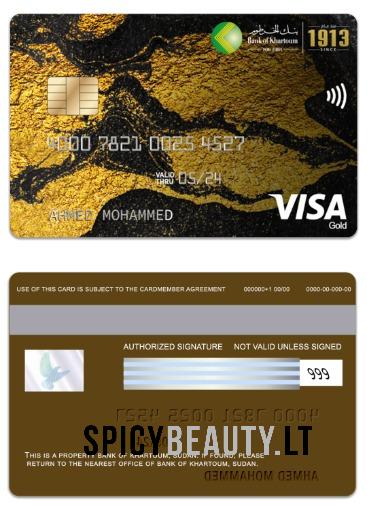 بنك الخرطوم
Bank of Khartoum
منذ عام
1913
SINCE
4000 7821 0025 4527
VALID THRU 05/24
AHMED MOHAMMED
VISA
Gold
USE OF THIS CARD IS SUBJECT TO THE CARDMEMBER AGREEMENT 000000+1 00/00 0000-00-000-00
AUTHORIZED SIGNATURE NOT VALID UNLESS SIGNED
999
4000 7821 0025 4527
SPICYBEAUTY.LT
THIS IS A PROPERTY BANK OF KHARTOUM, SUDAN. IF FOUND, PLEASE
RETURN TO THE NEAREST OFFICE OF BANK OF KHARTOUM, SUDAN.
AHMED MOHAMMED